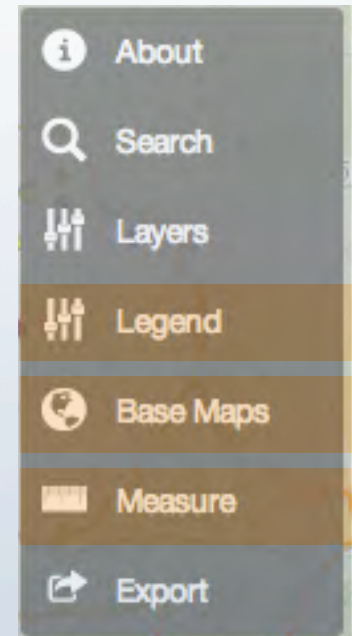 About
Search
Layers
Legend
Base Maps
Measure
Export